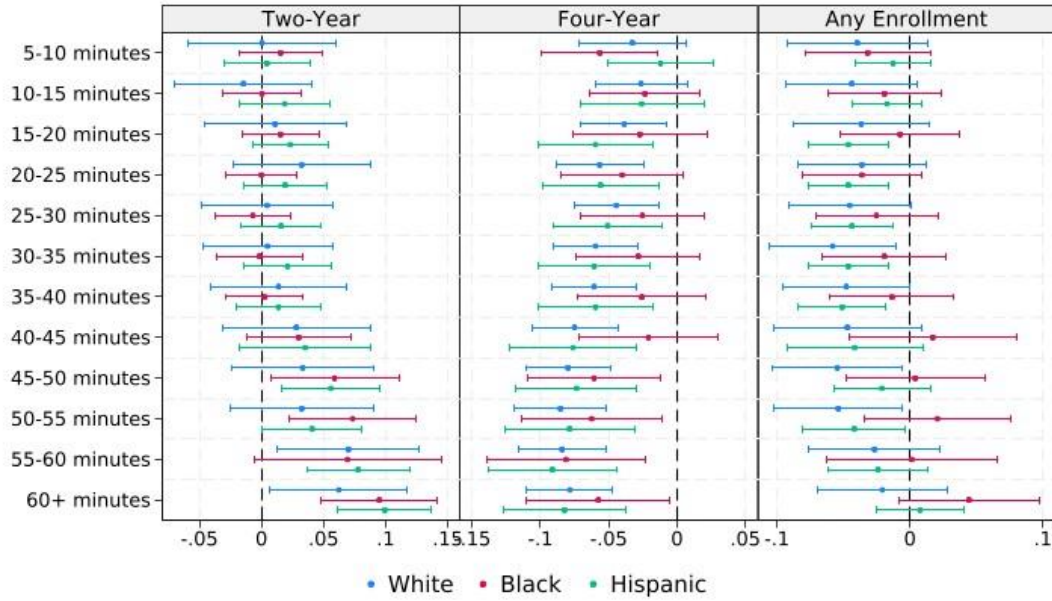 Two-Year Four-Year Any Enrollment
5-10 minutes
10-15 minutes
15-20 minutes
20-25 minutes
25-30 minutes
30-35 minutes
35-40 minutes
40-45 minutes
45-50 minutes
50-55 minutes
55-60 minutes
60+ minutes
-.05 0 .05 .1 .15 -.15 -.1 -.05 0 .05 -.1 0 .1
White Black Hispanic